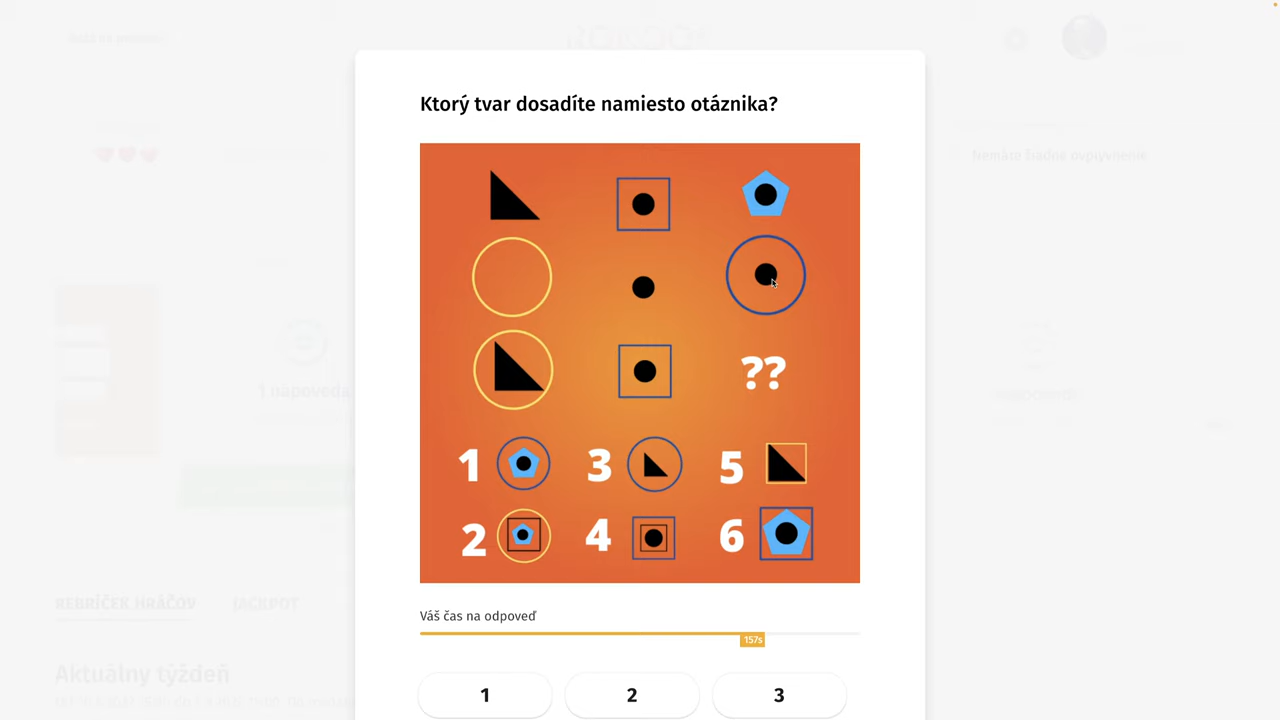 Ktorý tvar dosadíte namiesto otáznika?
Nemáte žiadne ovplyvnenie
??
1 3 5
1 napoveda
2 4 6
REBRÍČEK HRÁČOV JACKPOT
Váš čas na odpoveď
157s
Aktuálny týždeň
1 2 3